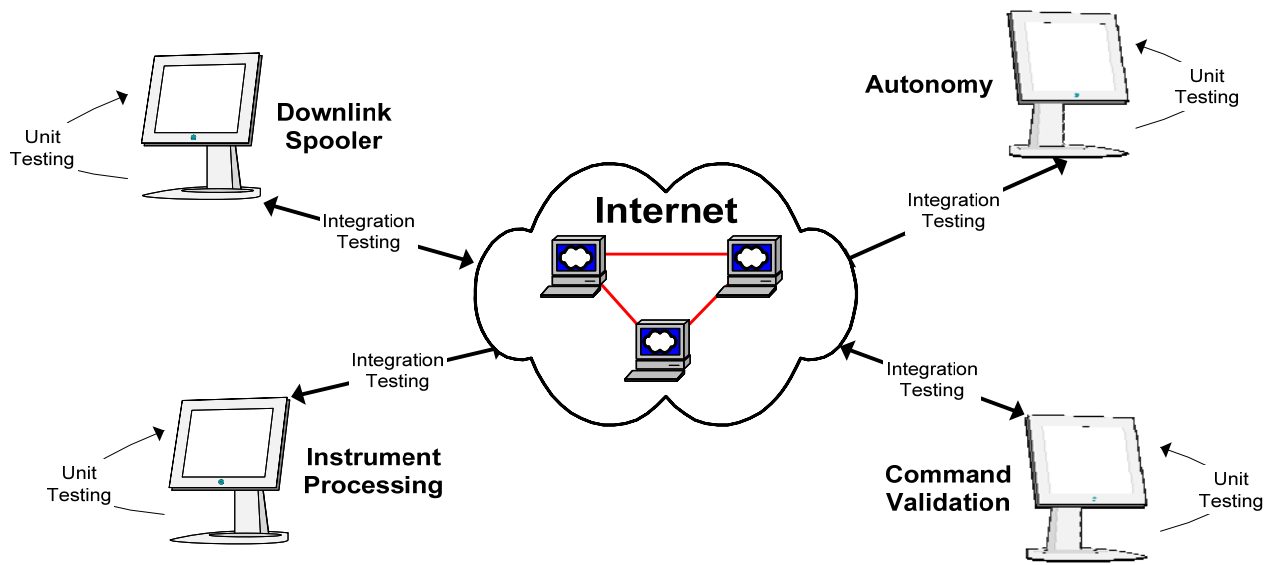 Downlink
Spooler
Unit
Testing
Integration
Testing
Internet
Autonomy
Unit
Testing
Integration
Testing
Integration
Testing
Instrument
Processing
Unit
Testing
Integration
Testing
Command
Validation
Unit
Testing